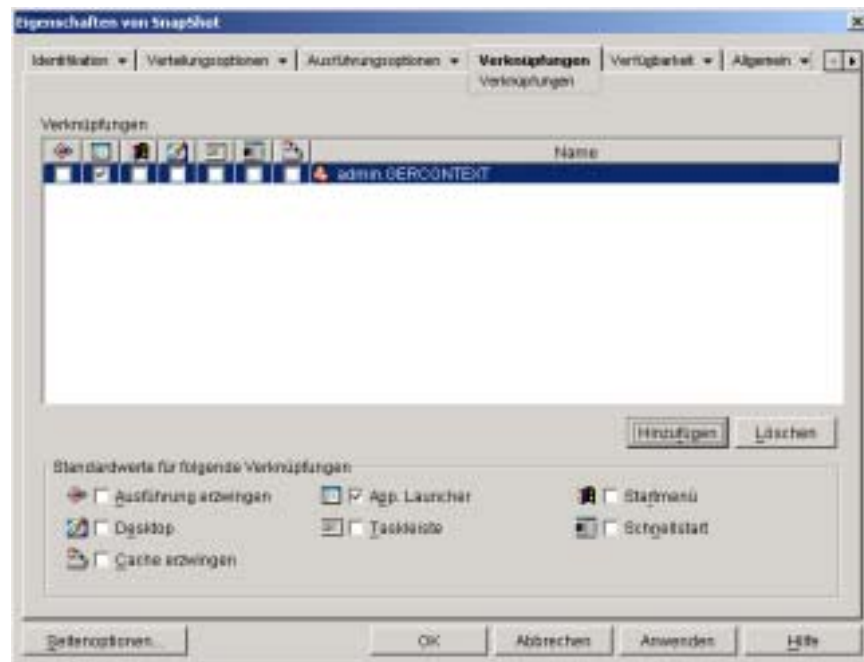 Eigenschaften von SnapShot
Identifikation Verteilungsoptionen Ausführungsoptionen Verknüpfungen Verfügbarkeit Allgemein
Verknüpfungen
Verknüpfungen
Name
admin.GERCONTEXT
Hinzufügen Löschen
Standardwerte für folgende Verknüpfungen
Ausführung erzwingen App. Launcher Startmenü
Desktop Taskleiste Schnellstart
Cache erzwingen
Seitenoptionen... OK Abbrechen Anwenden Hilfe